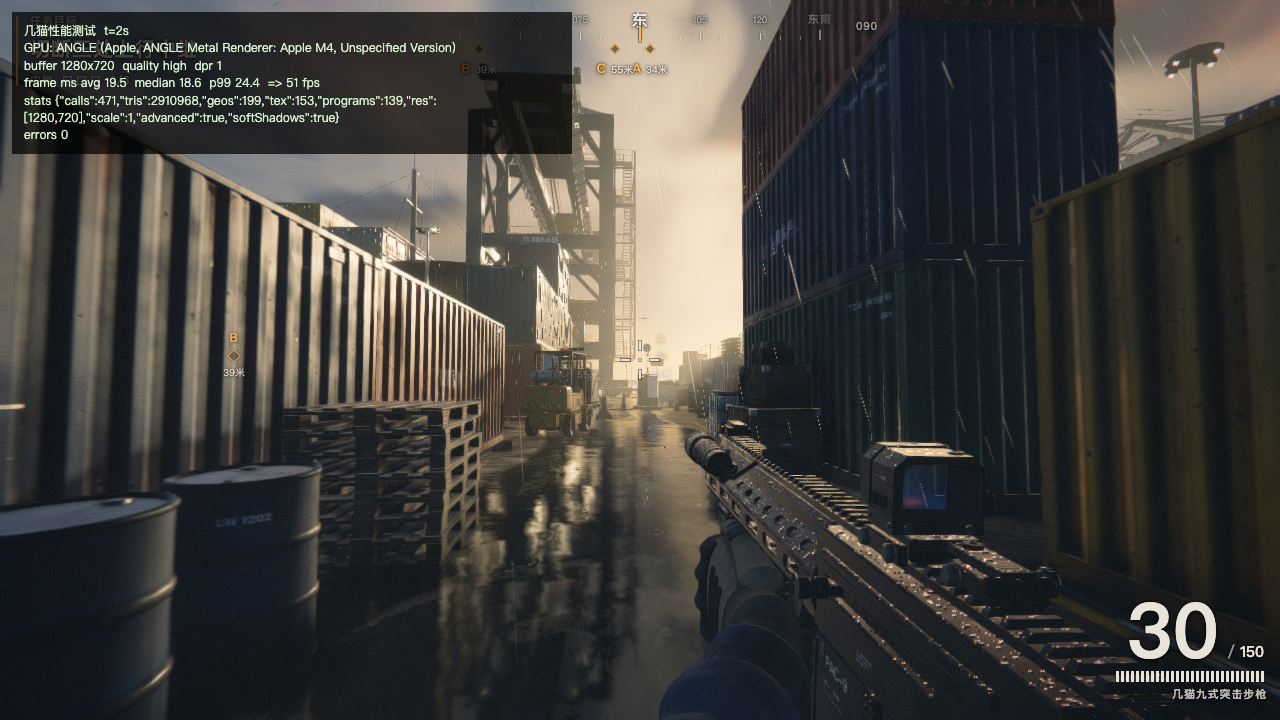 几猫性能测试 t=2s
GPU: ANGLE (Apple, ANGLE Metal Renderer: Apple M4, Unspecified Version)
buffer 1280x720 quality high dpr 1
frame ms avg 19.5 median 18.6 p99 24.4 => 51 fps
stats {"calls":471,"tris":2910968,"geos":199,"tex":153,"programs":139,"res":
[1280,720],"scale":1,"advanced":true,"softShadows":true}
errors 0
060 075 东 105 120 东南 090
B 39米 C 55米 A 34米
B
39米
UN 1202
30 / 150
几猫九式突击步枪